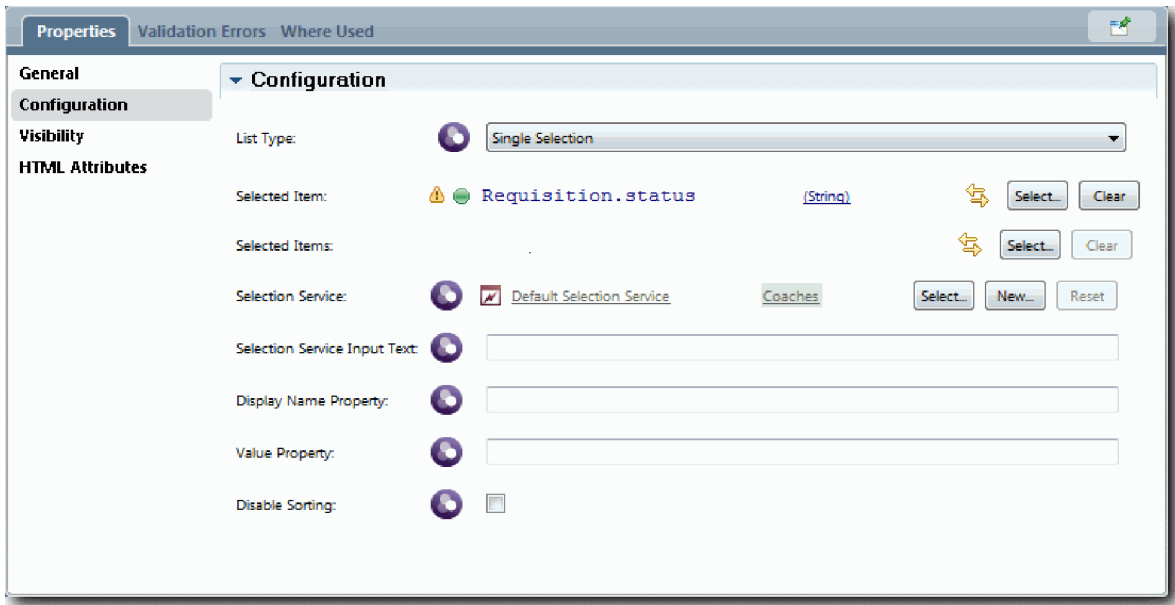 Properties Validation Errors Where Used
General
Configuration
Visibility
HTML Attributes
Configuration
List Type: Single Selection
Selected Item: Requisition.status (String) Select... Clear
Selected Items: Select... Clear
Selection Service: Default Selection Service Coaches Select... New... Reset
Selection Service Input Text:
Display Name Property:
Value Property:
Disable Sorting: